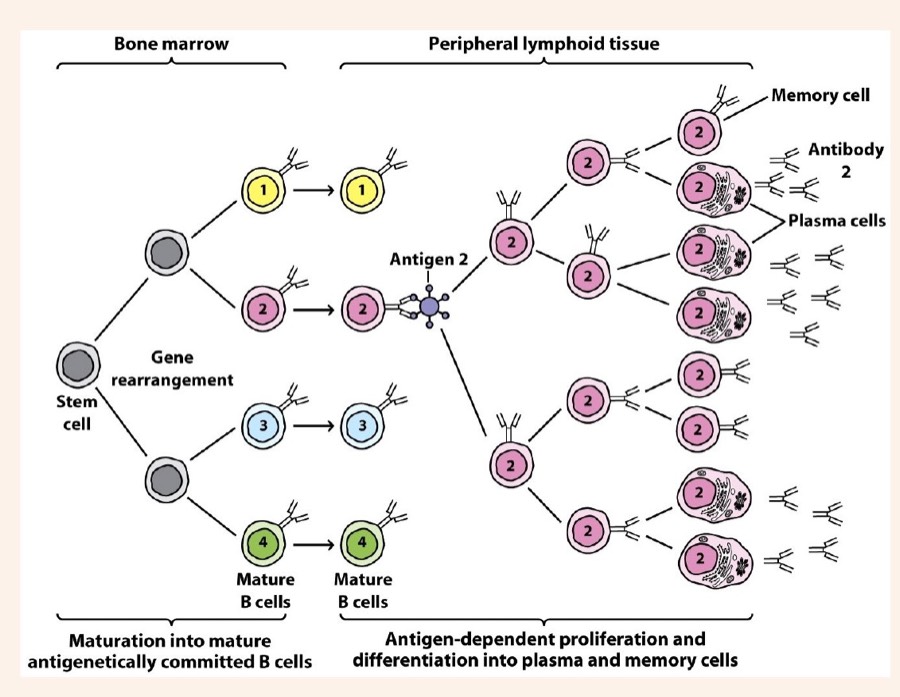 Bone marrow
Peripheral lymphoid tissue
Memory cell
2
1
1
2
2
Antibody
2
Plasma cells
2
2
2
Antigen 2
2
2
2
Gene
rearrangement
Stem
cell
2
2
2
3
3
2
2
2
4
4
2
2
Mature
B cells
Mature
B cells
Maturation into mature
antigenetically committed B cells
Antigen-dependent proliferation and
differentiation into plasma and memory cells